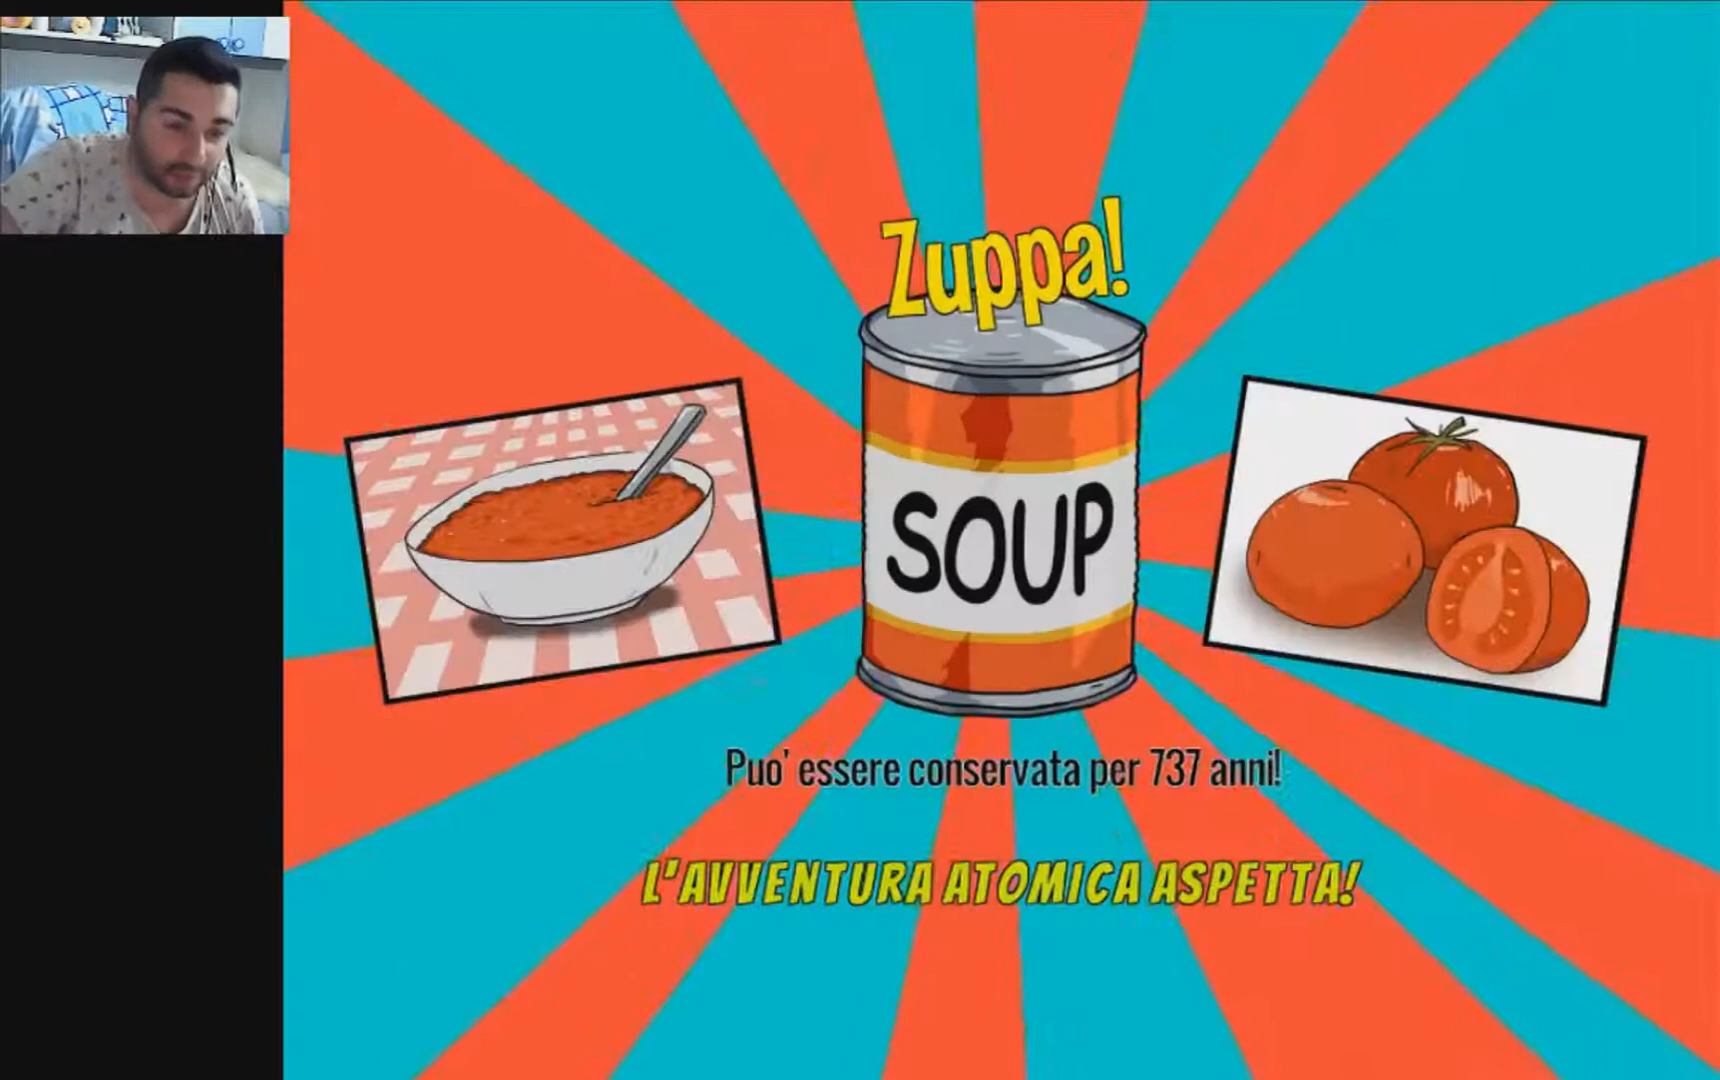 Zuppa!
SOUP
Puo' essere conservata per 737 anni!
L'AVVENTURA ATOMICA ASPETTA!